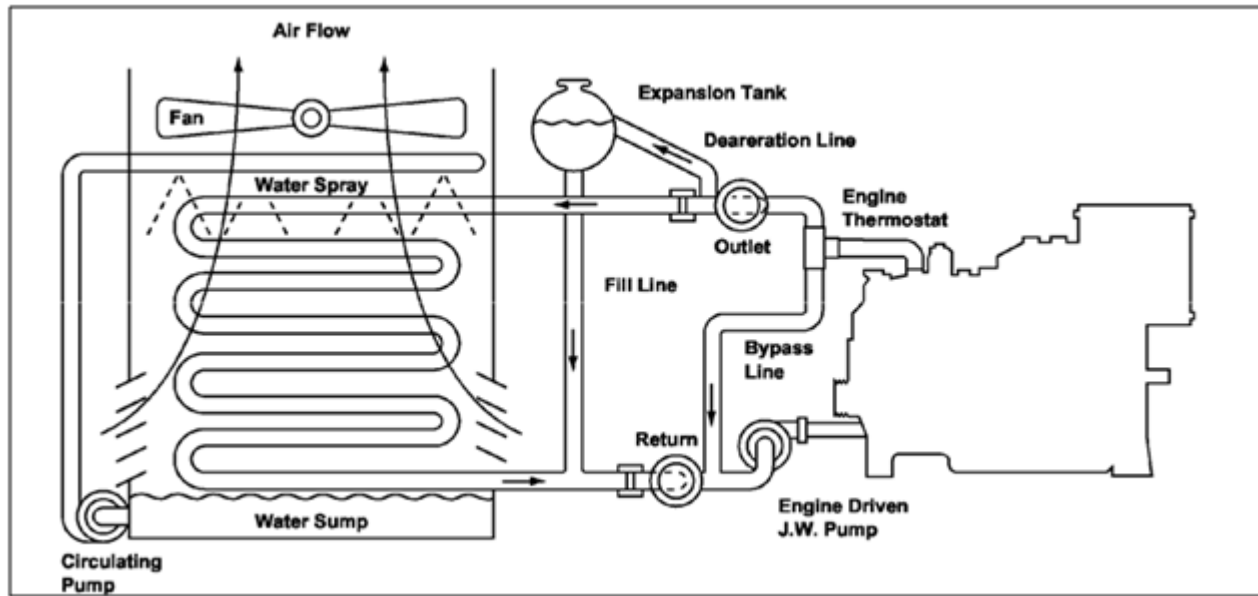 Air Flow
Fan
Expansion Tank
Deareration Line
Water Spray
Engine
Thermostat
Outlet
Fill Line
Bypass
Line
Return
Water Sump
Engine Driven
J.W. Pump
Circulating
Pump